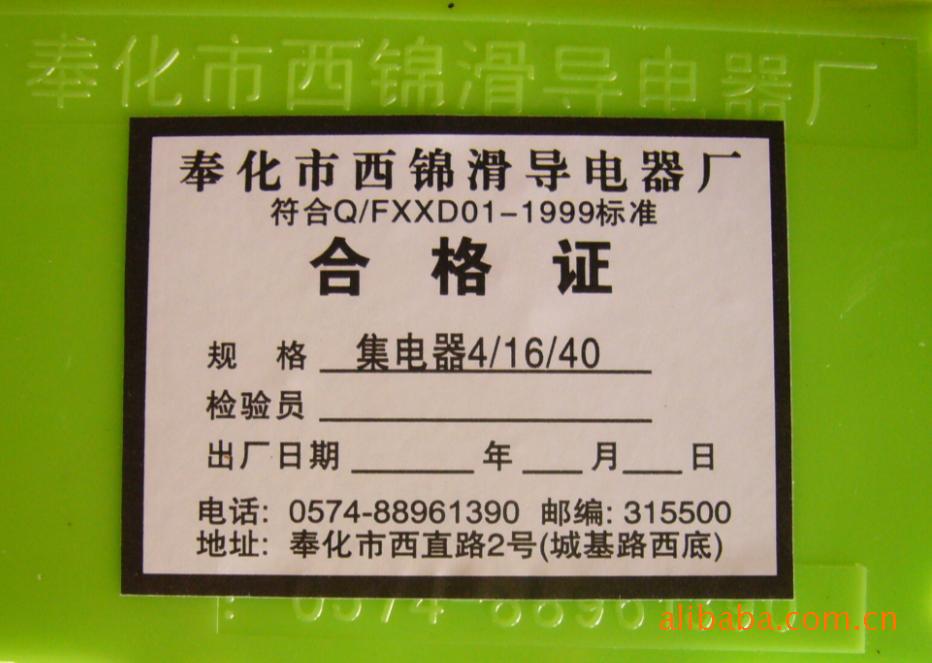 奉化市西锦滑导电器厂
奉化市西锦滑导电器厂
符合Q/FXXD01-1999标准
合格证
规格 集电器4/16/40
检验员
出厂日期 年 月 日
电话: 0574-88961390 邮编: 315500
地址: 奉化市西直路2号(城基路西底)
: 0574-88961390
alibaba.com.cn